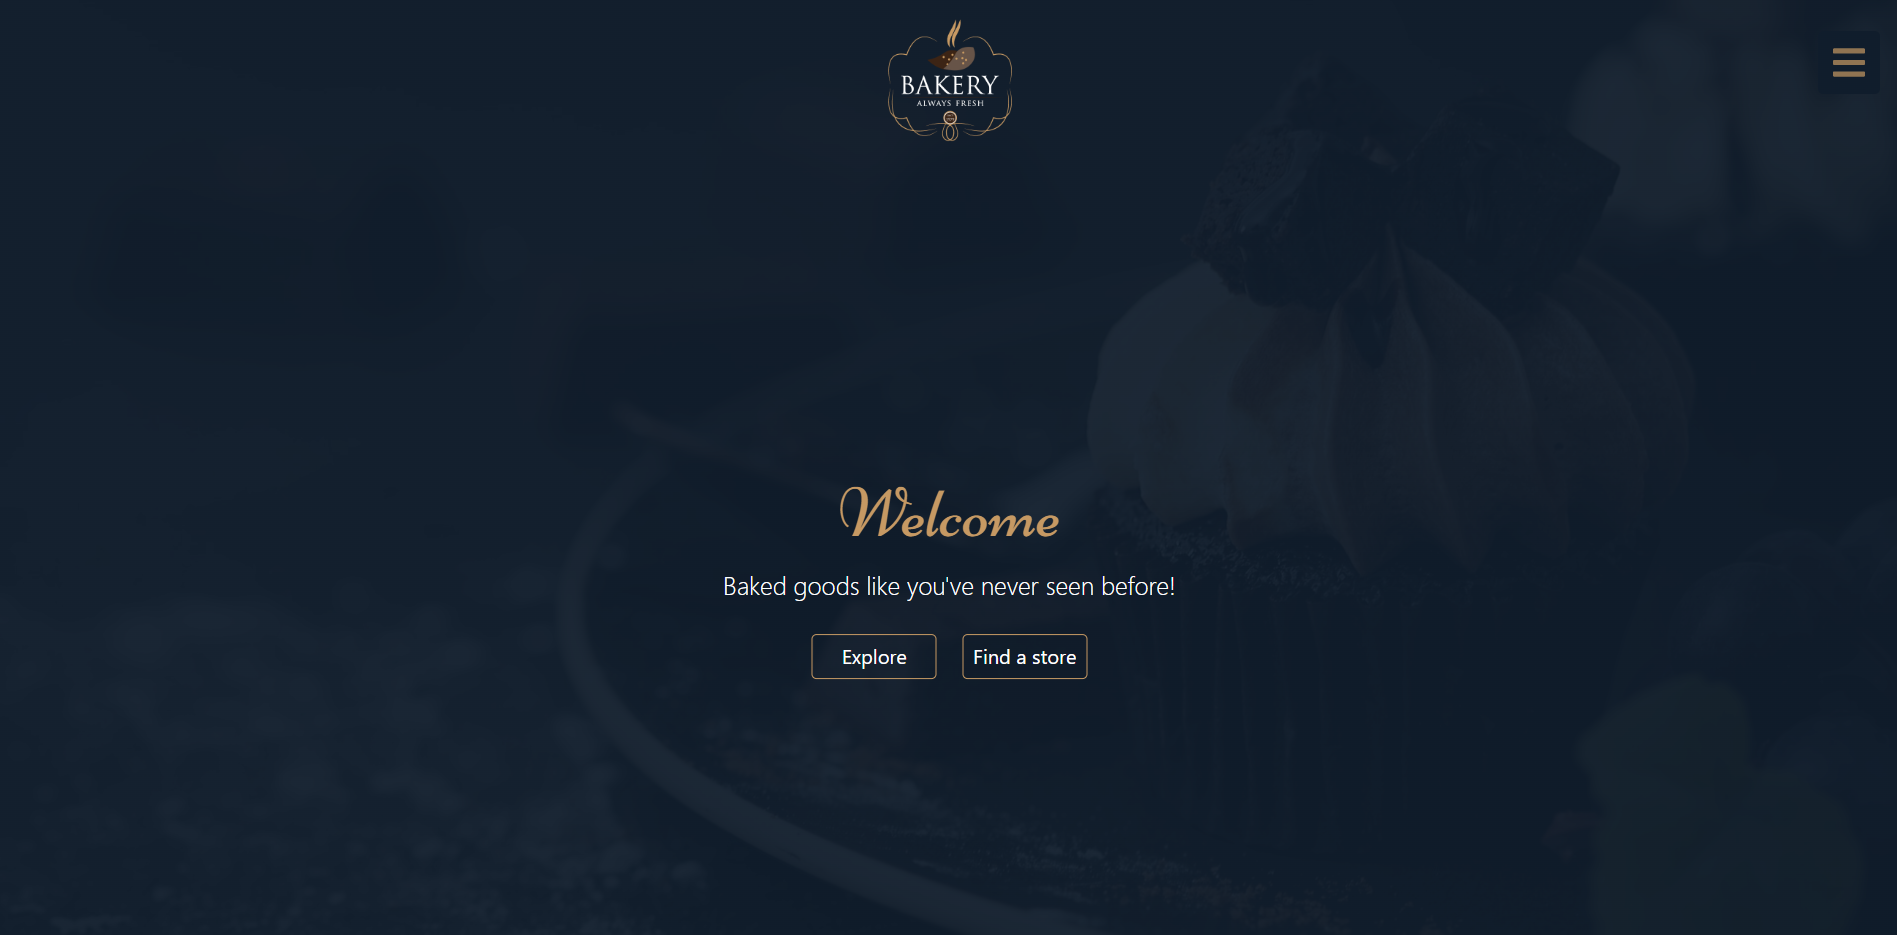 BAKERY
ALWAYS FRESH
Welcome
Baked goods like you've never seen before!
Explore
Find a store